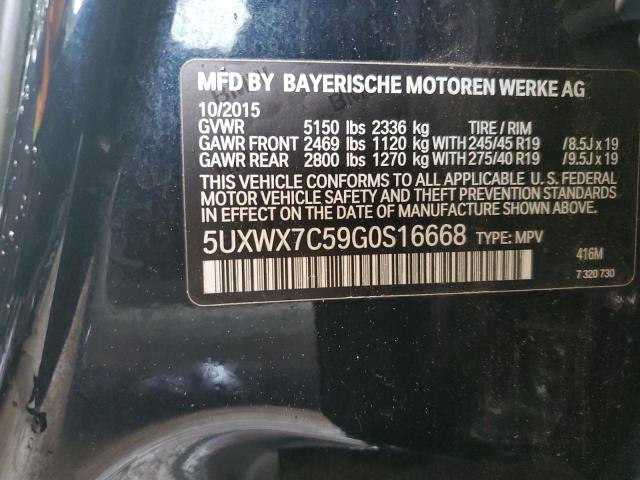 MFD BY BAYERISCHE MOTOREN WERKE AG
10/2015
GVWR 5150 lbs 2336 kg TIRE / RIM
GAWR FRONT 2469 lbs 1120 kg WITH 245/45 R19 /8.5J x 19
GAWR REAR 2800 lbs 1270 kg WITH 275/40 R19 /9.5J x 19
THIS VEHICLE CONFORMS TO ALL APPLICABLE U.S. FEDERAL
MOTOR VEHICLE SAFETY AND THEFT PREVENTION STANDARDS
IN EFFECT ON THE DATE OF MANUFACTURE SHOWN ABOVE.
5UXWX7C59G0S16668 TYPE: MPV
416M
7 320 730